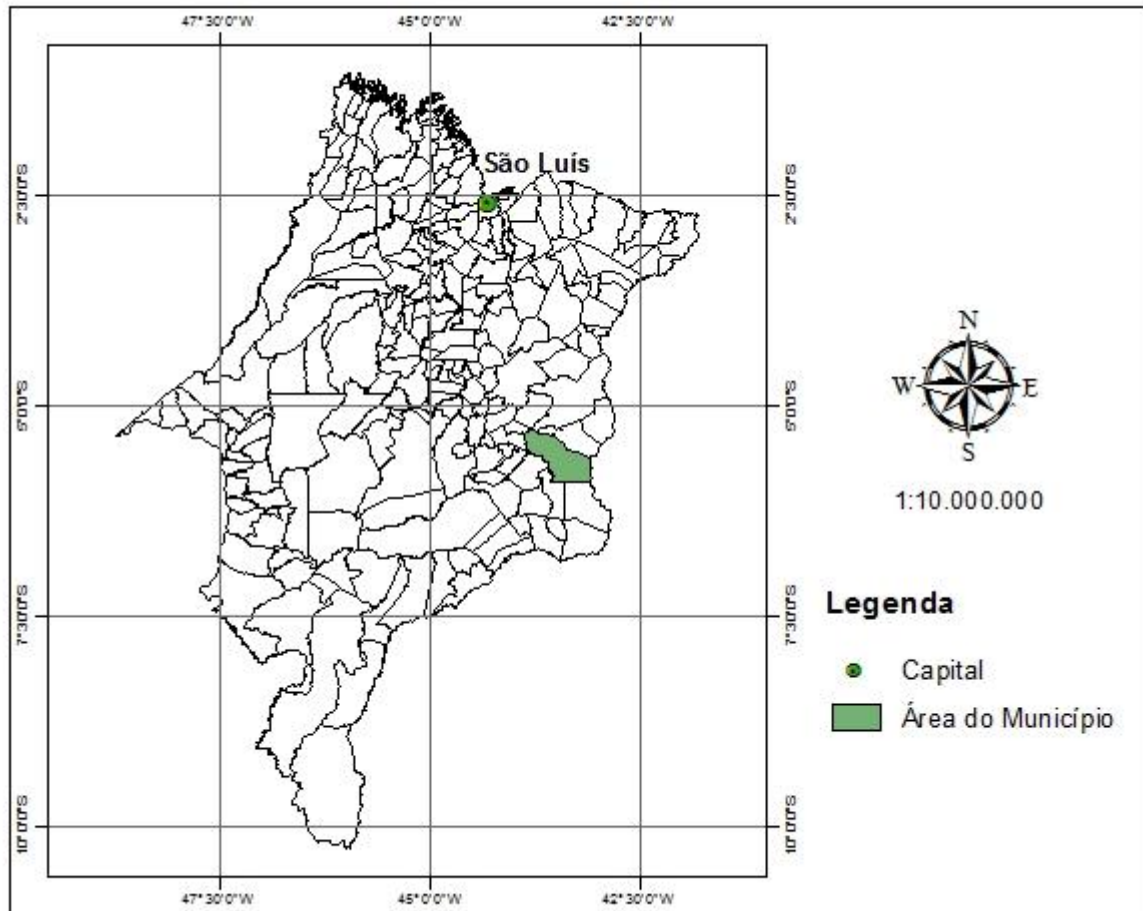 47°30'0"W 45°0'0"W 42°30'0"W
São Luís
2°30'0"S 2°30'0"S
5°0'0"S 5°0'0"S
7°30'0"S 7°30'0"S
10°0'0"S 10°0'0"S
47°30'0"W 45°0'0"W 42°30'0"W
N
W E
S
1:10.000.000
Legenda
Capital
Área do Município